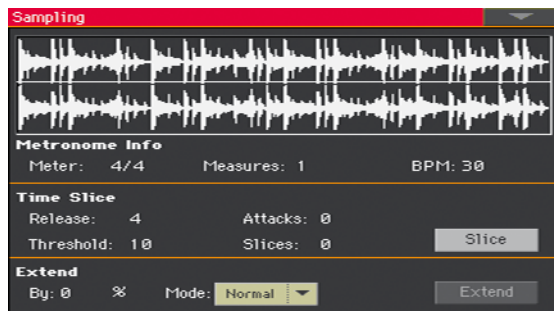 Sampling
Metronome Info
Meter: 4/4 Measures: 1 BPM: 30
Time Slice
Release: 4 Attacks: 0
Threshold: 10 Slices: 0 Slice
Extend
By: 0 % Mode: Normal Extend